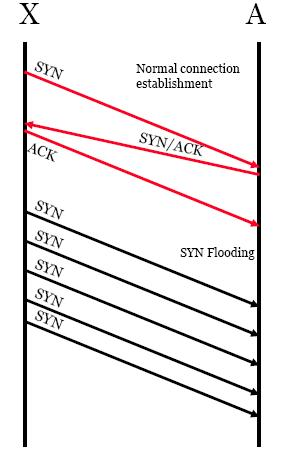 X
A
SYN
Normal connection
establishment
SYN/ACK
ACK
SYN
SYN
SYN Flooding
SYN
SYN
SYN